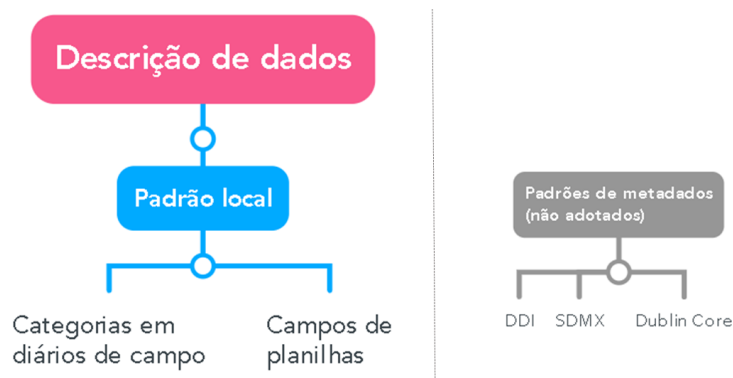 Descrição de dados
Padrão local
Categorias em
diários de campo
Campos de
planilhas
Padrões de metadados
(não adotados)
DDI
SDMX
Dublin Core